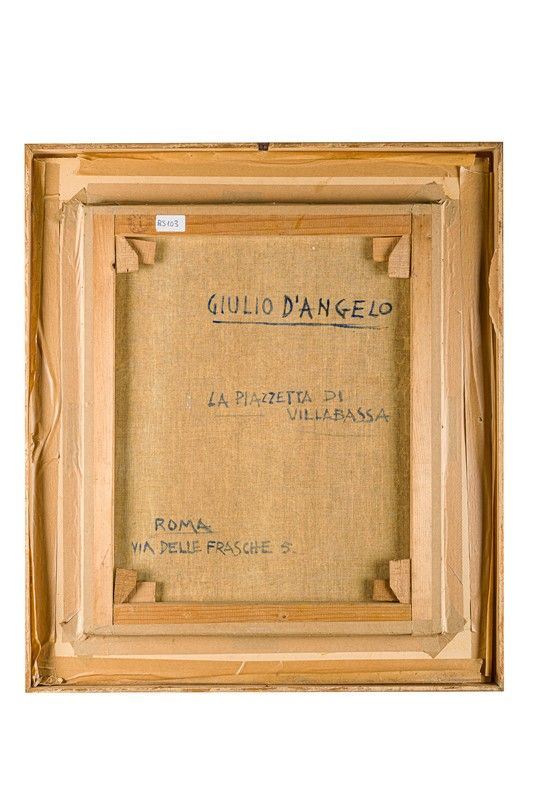 RS103
GIULIO D'ANGELO
LA PIAZZETTA DI
VILLABASSA
ROMA
VIA DELLE FRASCHE 5.